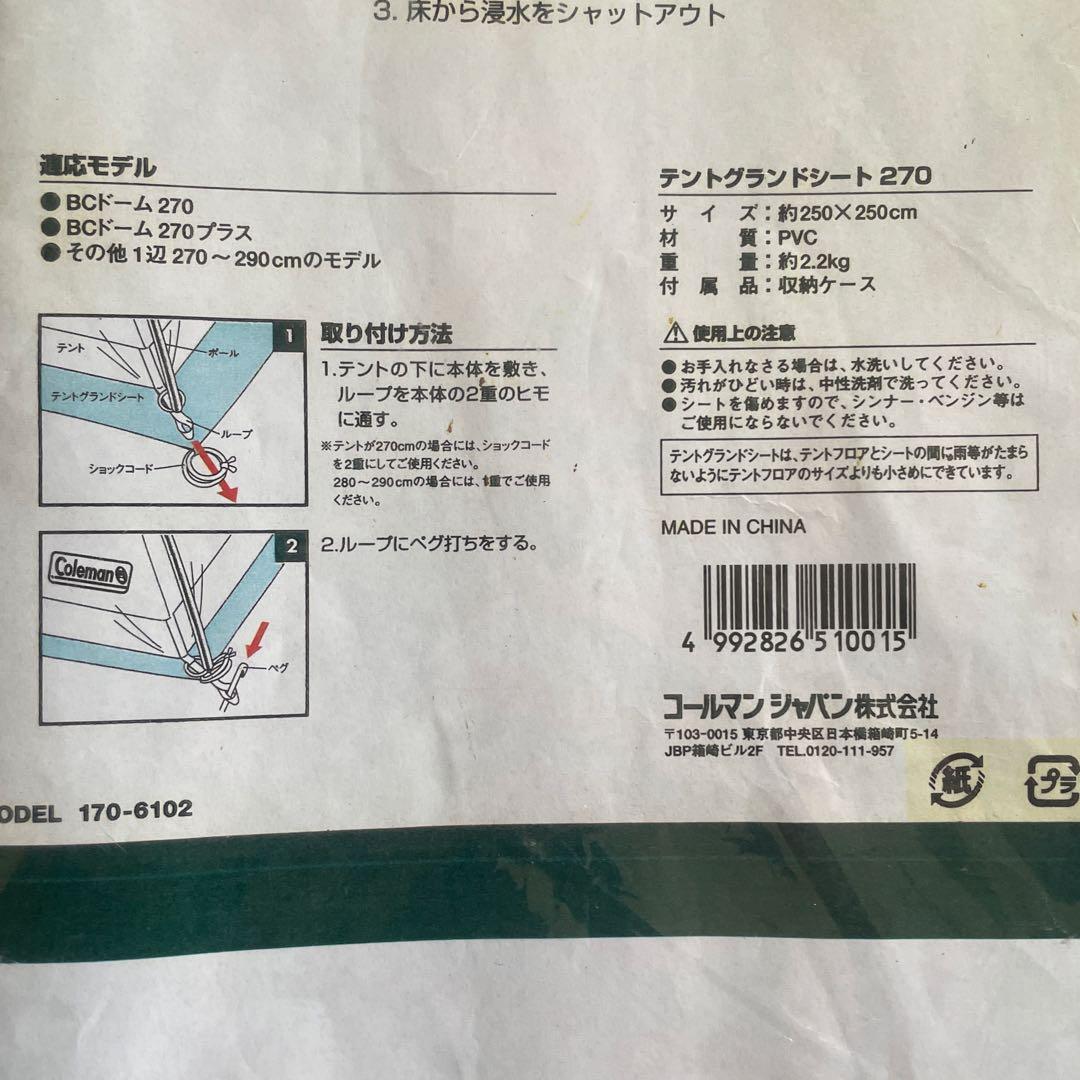 3. 床から浸水をシャットアウト
適応モデル
●BCドーム270
●BCドーム270プラス
●その他1辺270～290cmのモデル
1
テント
ポール
テントグランドシート
ループ
ショックコード
取り付け方法
1.テントの下に本体を敷き、
ループを本体の2重のヒモ
に通す。
※テントが270cmの場合には、ショックコード
を2重にしてご使用ください。
280～290cmの場合には、1重でご使用
ください。
2
Coleman
ペグ
2.ループにペグ打ちをする。
ODEL 170-6102
テントグランドシート270
サイズ：約250×250cm
材質：PVC
重量：約2.2kg
付属品：収納ケース
⚠使用上の注意
●お手入れなさる場合は、水洗いしてください。
●汚れがひどい時は、中性洗剤で洗ってください。
●シートを傷めますので、シンナー・ベンジン等は
ご使用にならないでください。
テントグランドシートは、テントフロアとシートの間に雨等がたまら
ないようにテントフロアのサイズよりも小さめにできています。
MADE IN CHINA
4 992826 510015
コールマン ジャパン株式会社
〒103-0015 東京都中央区日本橋箱崎町5-14
JBP箱崎ビル2F TEL.0120-111-957
紙
プラ